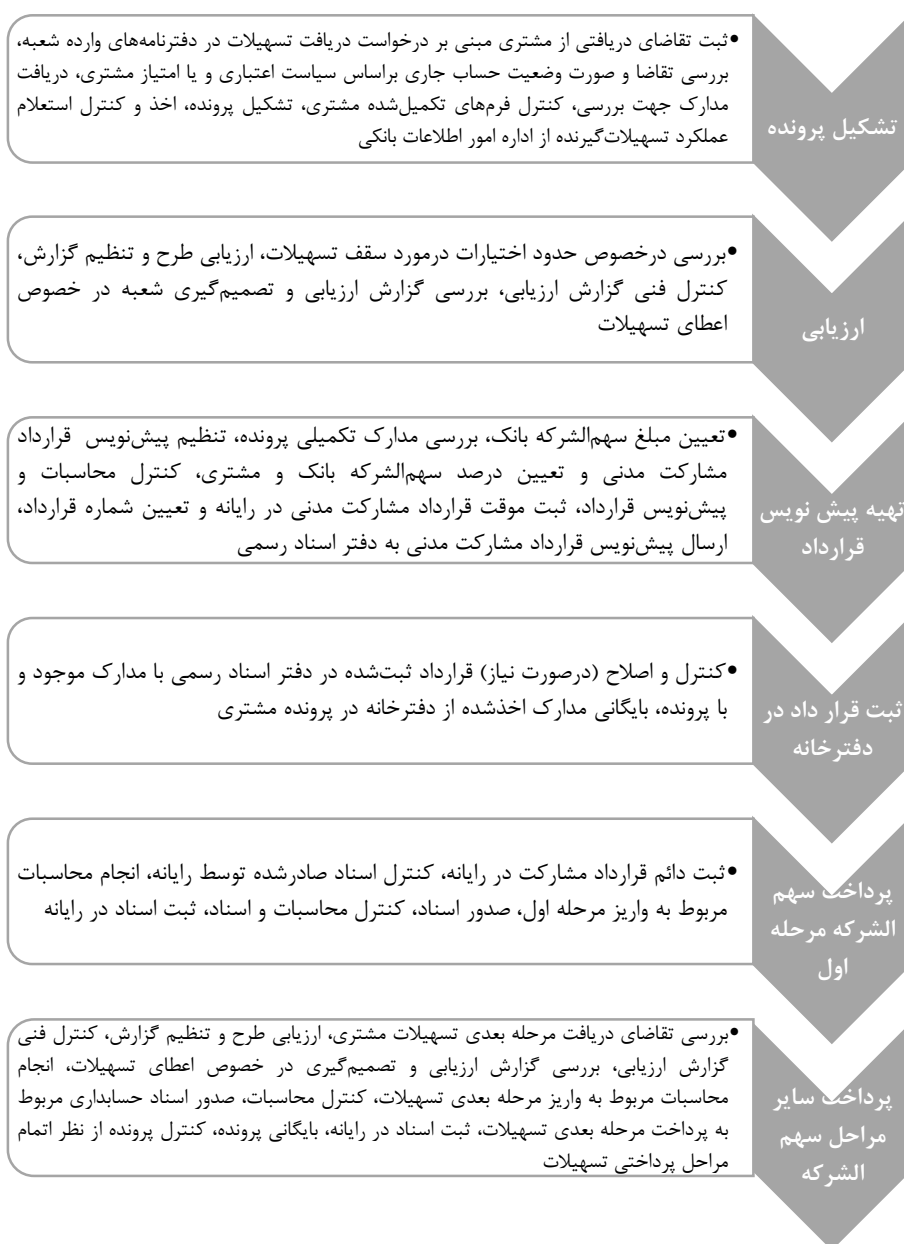 تشکیل پرونده
•ثبت تقاضای دریافتی از مشتری مبنی بر درخواست دریافت تسهیلات در دفترنامه‌های وارده شعبه،
بررسی تقاضا و صورت وضعیت حساب جاری براساس سیاست اعتباری و یا امتیاز مشتری، دریافت
مدارک جهت بررسی، کنترل فرم‌های تکمیل‌شده مشتری، تشکیل پرونده، اخذ و کنترل استعلام
عملکرد تسهیلات‌گیرنده از اداره امور اطلاعات بانکی
ارزیابی
•بررسی درخصوص حدود اختیارات درمورد سقف تسهیلات، ارزیابی طرح و تنظیم گزارش،
کنترل فنی گزارش ارزیابی، بررسی گزارش ارزیابی و تصمیم‌گیری شعبه در خصوص
اعطای تسهیلات
تهیه پیش نویس
قرارداد
•تعیین مبلغ سهم‌الشرکه بانک، بررسی مدارک تکمیلی پرونده، تنظیم پیش‌نویس قرارداد
مشارکت مدنی و تعیین درصد سهم‌الشرکه بانک و مشتری، کنترل محاسبات و
پیش‌نویس قرارداد، ثبت موقت قرارداد مشارکت مدنی در رایانه و تعیین شماره قرارداد،
ارسال پیش‌نویس قرارداد مشارکت مدنی به دفتر اسناد رسمی
ثبت قرار داد در
دفترخانه
•کنترل و اصلاح (درصورت نیاز) قرارداد ثبت‌شده در دفتر اسناد رسمی با مدارک موجود و
با پرونده، بایگانی مدارک اخذشده از دفترخانه در پرونده مشتری
پرداخت سهم
الشرکه مرحله
اول
•ثبت دائم قرارداد مشارکت در رایانه، کنترل اسناد صادرشده توسط رایانه، انجام محاسبات
مربوط به واریز مرحله اول، صدور اسناد، کنترل محاسبات و اسناد، ثبت اسناد در رایانه
پرداخت سایر
مراحل سهم
الشرکه
•بررسی تقاضای دریافت مرحله بعدی تسهیلات مشتری، ارزیابی طرح و تنظیم گزارش، کنترل فنی
گزارش ارزیابی، بررسی گزارش ارزیابی و تصمیم‌گیری در خصوص اعطای تسهیلات، انجام
محاسبات مربوط به واریز مرحله بعدی تسهیلات، کنترل محاسبات، صدور اسناد حسابداری مربوط
به پرداخت مرحله بعدی تسهیلات، ثبت اسناد در رایانه، بایگانی پرونده، کنترل پرونده از نظر اتمام
مراحل پرداختی تسهیلات